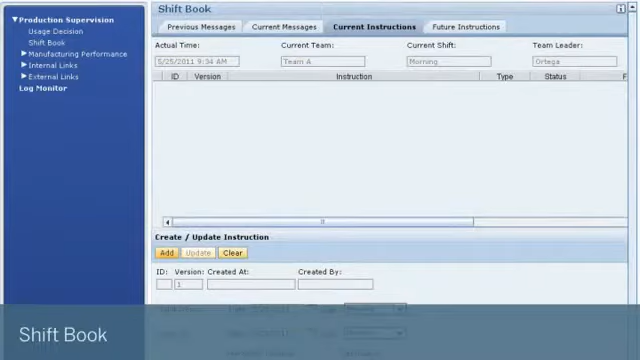 Shift Book
Production Supervision
Usage Decision
Shift Book
Manufacturing Performance
Internal Links
External Links
Log Monitor
Previous Messages
Current Messages
Current Instructions
Future Instructions
Actual Time:
Current Team:
Current Shift:
Team Leader:
5/25/2011 9:34 AM
Team A
Morning
Ortega
ID
Version
Instruction
Type
Status
F
Create / Update Instruction
Add
Update
Clear
ID:
Version:
Created At:
Created By:
1
Shift Book